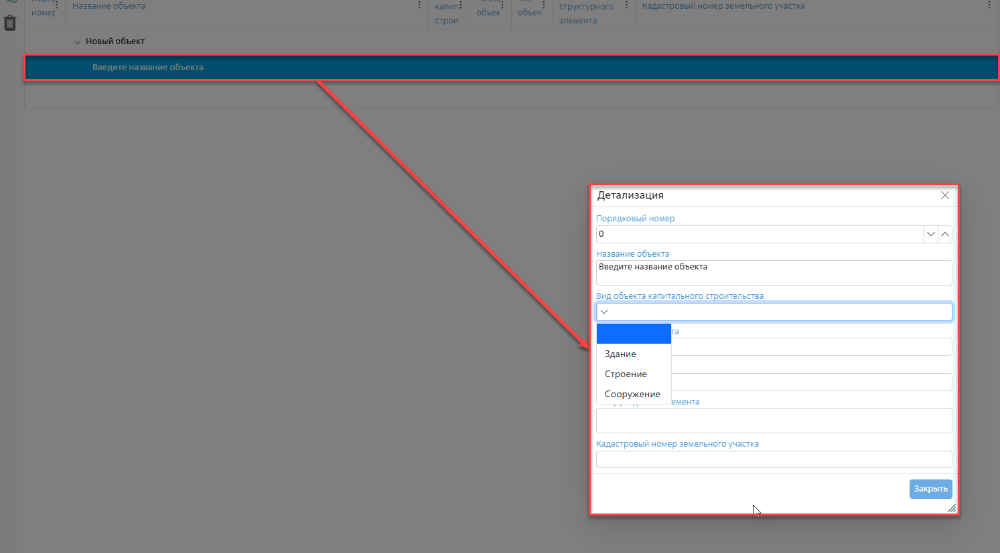 номер
Название объекта
капита
строи
объек
объек
структурного
элемента
Кадастровый номер земельного участка
Новый объект
Введите название объекта
Детализация
Порядковый номер
0
Название объекта
Введите название объекта
Вид объекта капитального строительства
та
Здание
Строение
Сооружение
емента
Кадастровый номер земельного участка
Закрыть